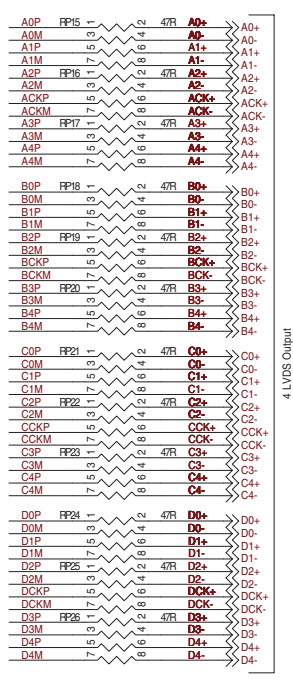 A0P RP15 1 2 47R A0+ A0+
A0M 3 4 A0- A0-
A1P 5 6 A1+ A1+
A1M 7 8 A1- A1-
A2P RP16 1 2 47R A2+ A2+
A2M 3 4 A2- A2-
ACKP 5 6 ACK+ ACK+
ACKM 7 8 ACK- ACK-
A3P RP17 1 2 47R A3+ A3+
A3M 3 4 A3- A3-
A4P 5 6 A4+ A4+
A4M 7 8 A4- A4-
B0P RP18 1 2 47R B0+ B0+
B0M 3 4 B0- B0-
B1P 5 6 B1+ B1+
B1M 7 8 B1- B1-
B2P RP19 1 2 47R B2+ B2+
B2M 3 4 B2- B2-
BCKP 5 6 BCK+ BCK+
BCKM 7 8 BCK- BCK-
B3P RP20 1 2 47R B3+ B3+
B3M 3 4 B3- B3-
B4P 5 6 B4+ B4+
B4M 7 8 B4- B4-
C0P RP21 1 2 47R C0+ C0+
C0M 3 4 C0- C0-
C1P 5 6 C1+ C1+
C1M 7 8 C1- C1-
C2P RP22 1 2 47R C2+ C2+
C2M 3 4 C2- C2-
CCKP 5 6 CCK+ CCK+
CCKM 7 8 CCK- CCK-
C3P RP23 1 2 47R C3+ C3+
C3M 3 4 C3- C3-
C4P 5 6 C4+ C4+
C4M 7 8 C4- C4-
D0P RP24 1 2 47R D0+ D0+
D0M 3 4 D0- D0-
D1P 5 6 D1+ D1+
D1M 7 8 D1- D1-
D2P RP25 1 2 47R D2+ D2+
D2M 3 4 D2- D2-
DCKP 5 6 DCK+ DCK+
DCKM 7 8 DCK- DCK-
D3P RP26 1 2 47R D3+ D3+
D3M 3 4 D3- D3-
D4P 5 6 D4+ D4+
D4M 7 8 D4- D4-
4 LVDS Output